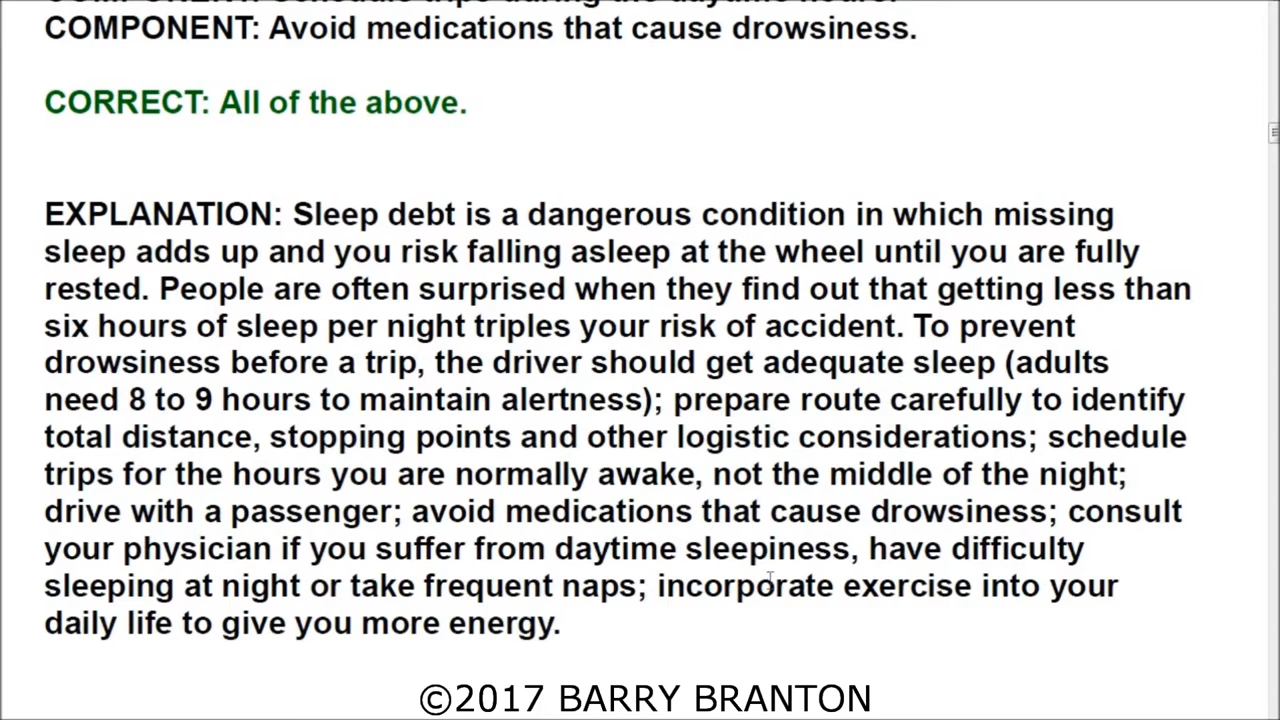 COMPONENT: Schedule trips during the daytime hours.
COMPONENT: Avoid medications that cause drowsiness.
CORRECT: All of the above.
EXPLANATION: Sleep debt is a dangerous condition in which missing
sleep adds up and you risk falling asleep at the wheel until you are fully
rested. People are often surprised when they find out that getting less than
six hours of sleep per night triples your risk of accident. To prevent
drowsiness before a trip, the driver should get adequate sleep (adults
need 8 to 9 hours to maintain alertness); prepare route carefully to identify
total distance, stopping points and other logistic considerations; schedule
trips for the hours you are normally awake, not the middle of the night;
drive with a passenger; avoid medications that cause drowsiness; consult
your physician if you suffer from daytime sleepiness, have difficulty
sleeping at night or take frequent naps; incorporate exercise into your
daily life to give you more energy.
©2017 BARRY BRANTON